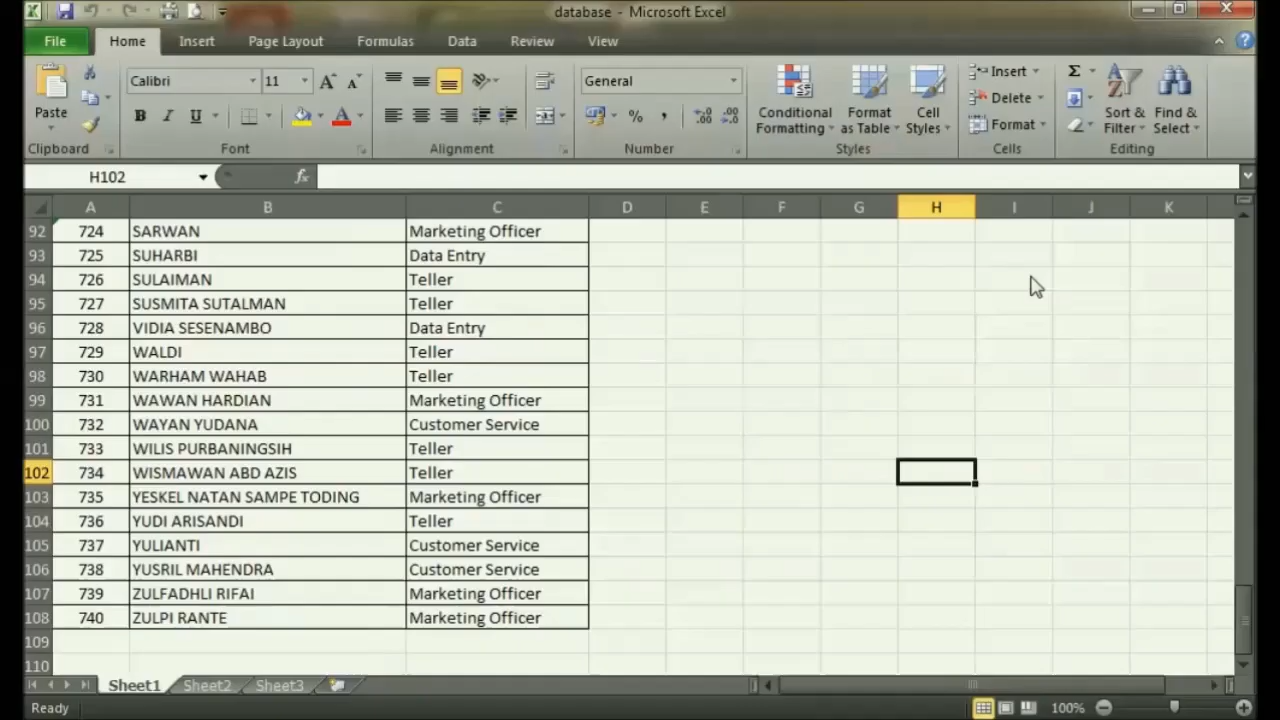 database - Microsoft Excel
File Home Insert Page Layout Formulas Data Review View
Calibri 11 General Insert Σ
Paste Conditional Formatting Format as Table Cell Styles Delete Sort & Filter Find & Select
B I U A % , .00 .00 Format
Clipboard Font Alignment Number Styles Cells Editing
H102 fx
A B C D E F G H I J K
92 724 SARWAN Marketing Officer
93 725 SUHARBI Data Entry
94 726 SULAIMAN Teller
95 727 SUSMITA SUTALMAN Teller
96 728 VIDIA SESENAMBO Data Entry
97 729 WALDI Teller
98 730 WARHAM WAHAB Teller
99 731 WAWAN HARDIAN Marketing Officer
100 732 WAYAN YUDANA Customer Service
101 733 WILIS PURBANINGSIH Teller
102 734 WISMAWAN ABD AZIS Teller
103 735 YESKEL NATAN SAMPE TODING Marketing Officer
104 736 YUDI ARISANDI Teller
105 737 YULIANTI Customer Service
106 738 YUSRIL MAHENDRA Customer Service
107 739 ZULFADHLI RIFAI Marketing Officer
108 740 ZULPI RANTE Marketing Officer
109
110
Sheet1 Sheet2 Sheet3
Ready 100%